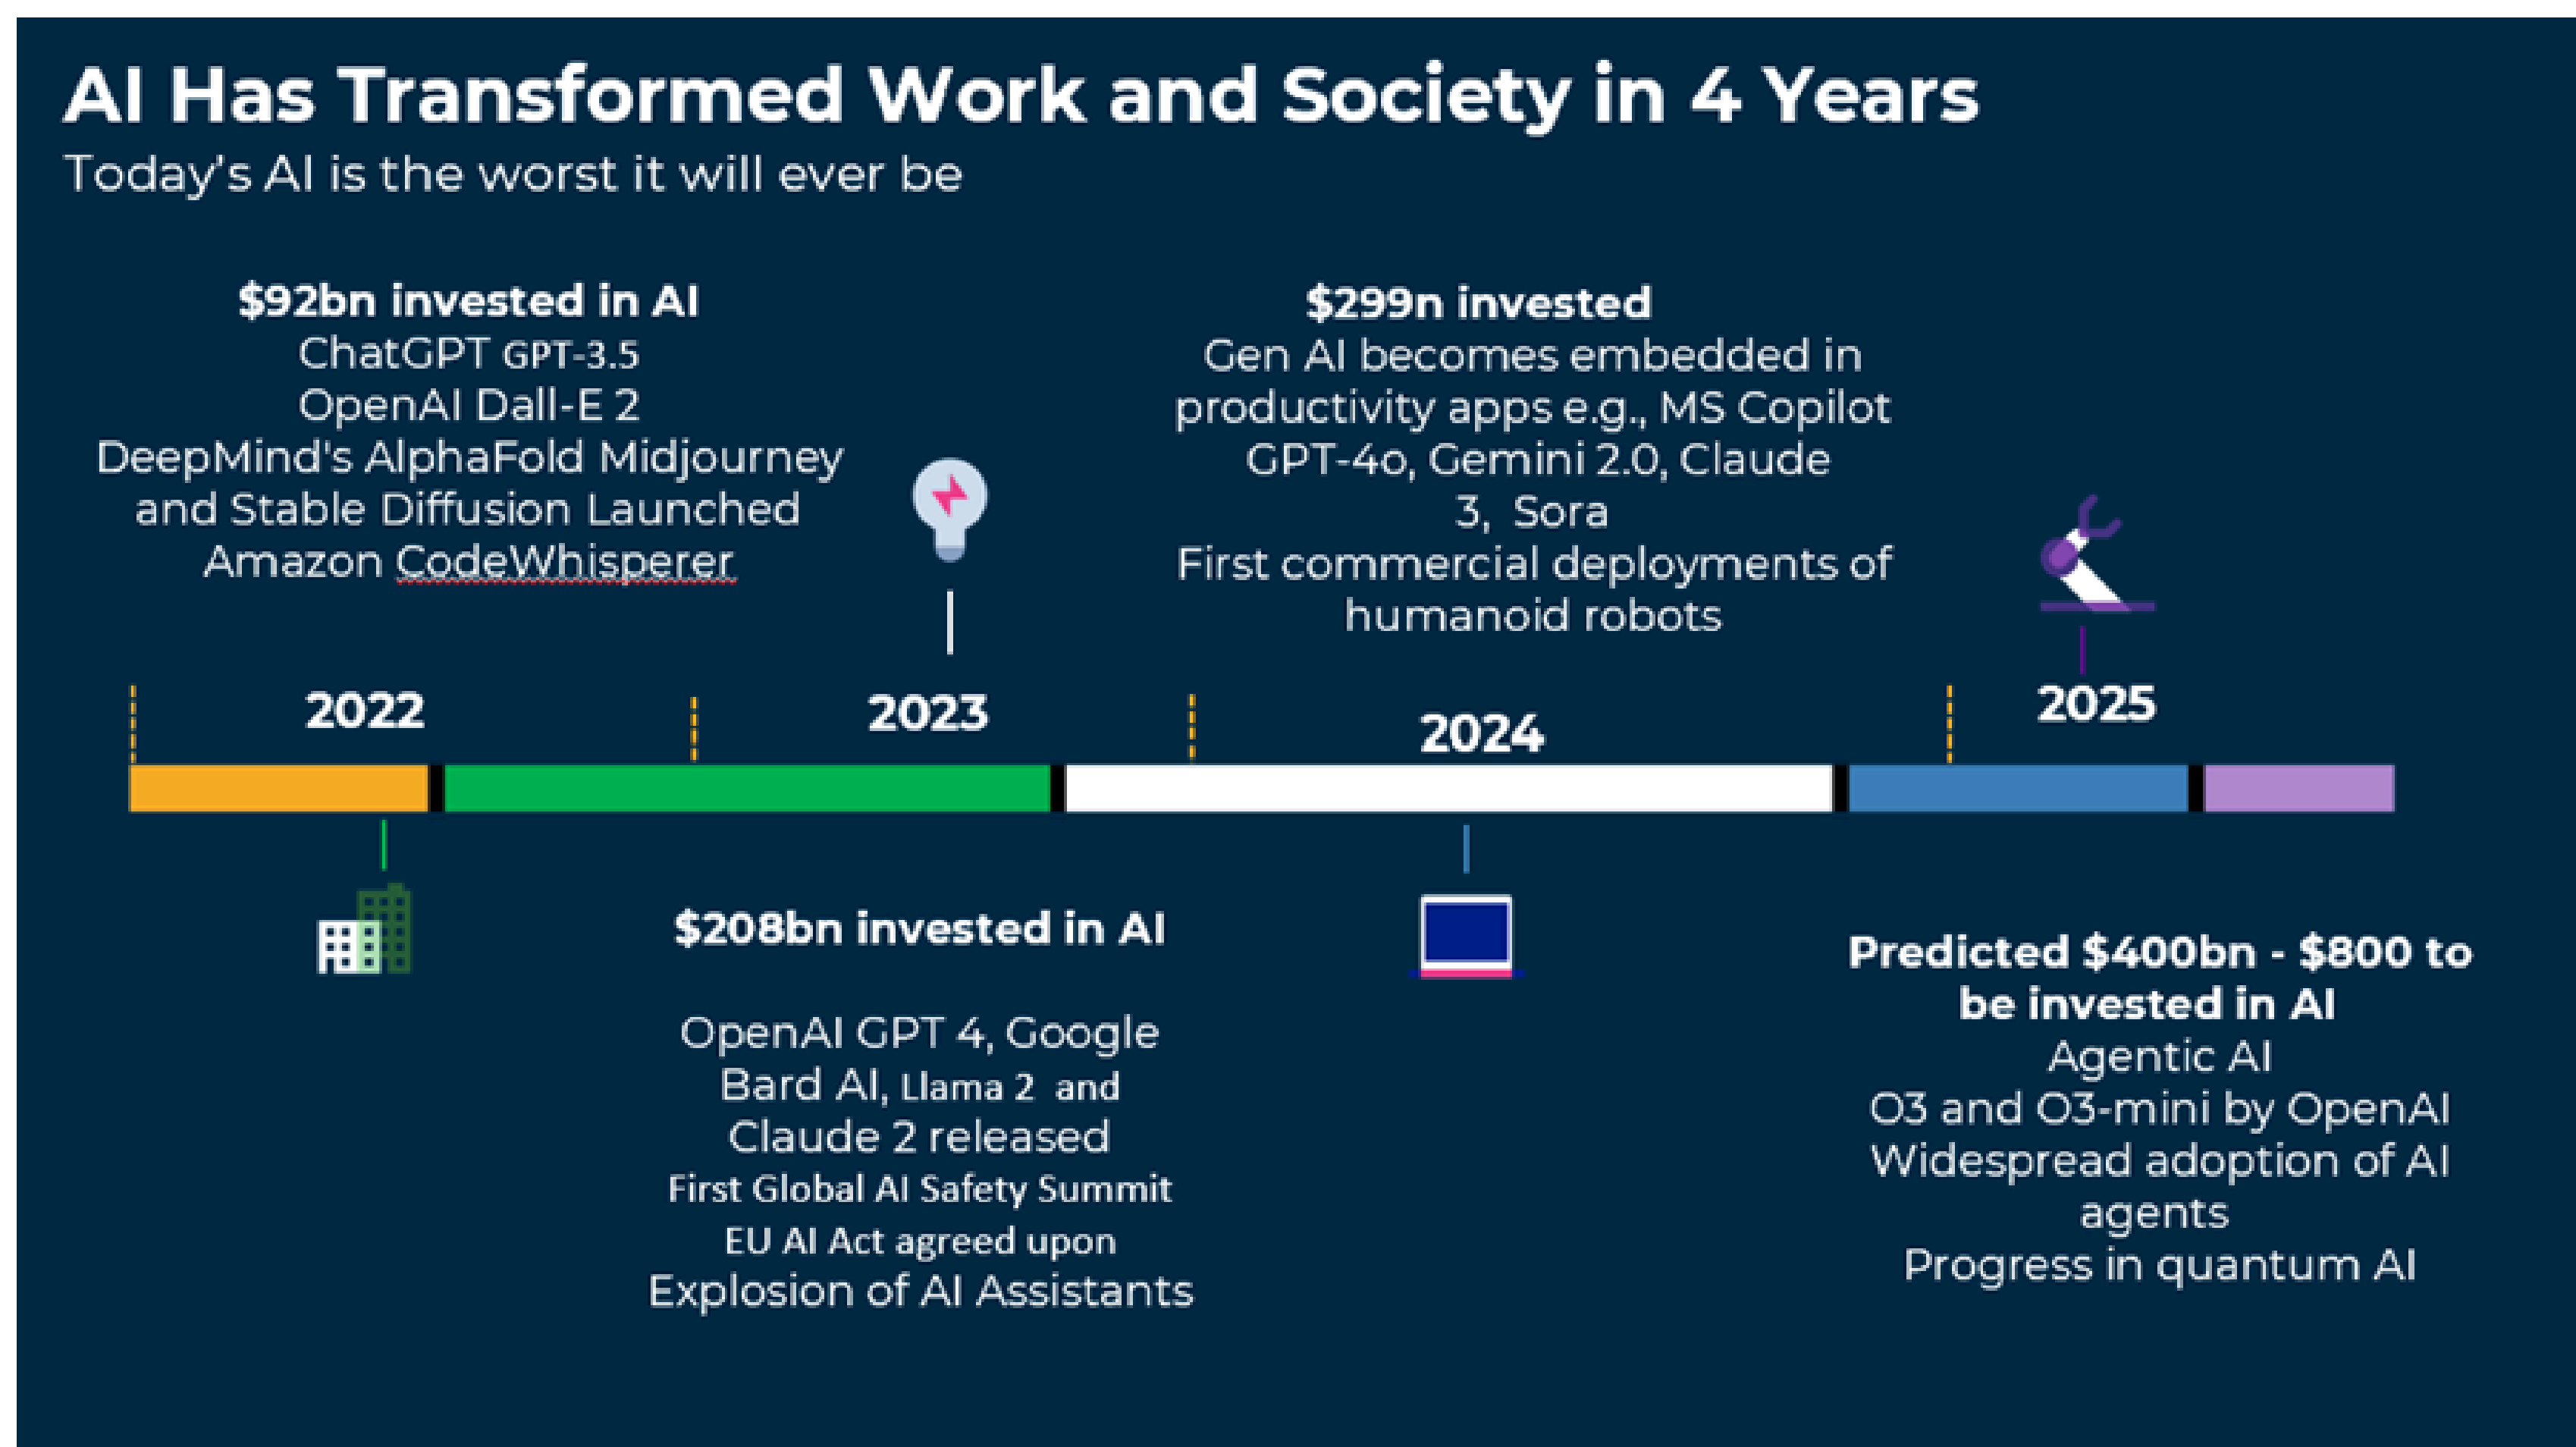 AI Has Transformed Work and Society in 4 Years
Today's AI is the worst it will ever be
$92bn invested in AI
ChatGPT GPT-3.5
OpenAI Dall-E 2
DeepMind's AlphaFold Midjourney
and Stable Diffusion Launched
Amazon CodeWhisperer
$299n invested
Gen AI becomes embedded in
productivity apps e.g., MS Copilot
GPT-4o, Gemini 2.0, Claude
3, Sora
First commercial deployments of
humanoid robots
2022
2023
2024
2025
$208bn invested in AI
OpenAI GPT 4, Google
Bard AI, Llama 2 and
Claude 2 released
First Global AI Safety Summit
EU AI Act agreed upon
Explosion of AI Assistants
Predicted $400bn - $800 to
be invested in AI
Agentic AI
O3 and O3-mini by OpenAI
Widespread adoption of AI
agents
Progress in quantum AI